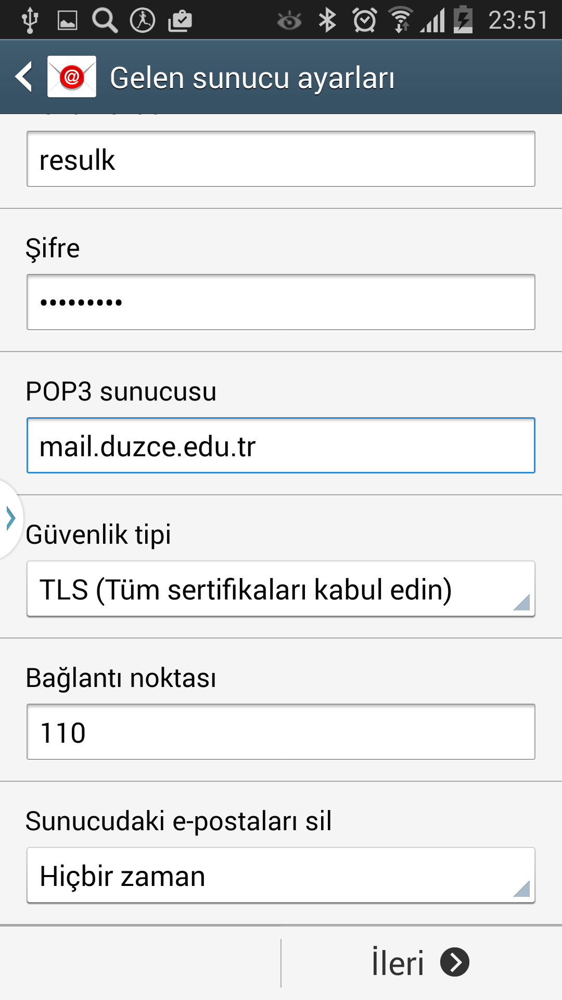 23:51
Gelen sunucu ayarları
resulk
Şifre
•••••••••
POP3 sunucusu
mail.duzce.edu.tr
Güvenlik tipi
TLS (Tüm sertifikaları kabul edin)
Bağlantı noktası
110
Sunucudaki e-postaları sil
Hiçbir zaman
İleri